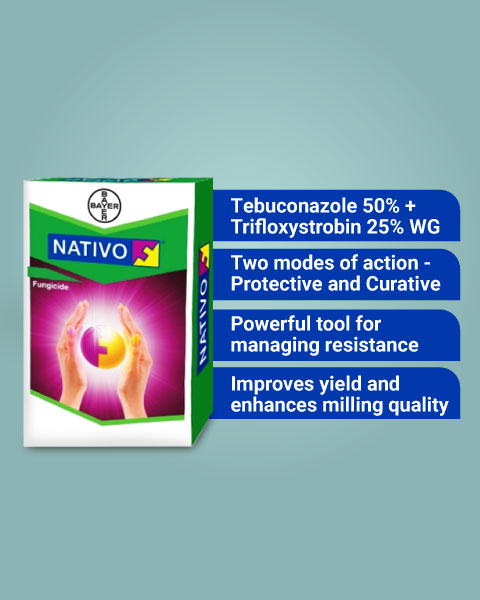 BAYER
BAYER
NATIVO
Fungicide
NATIVO
Tebuconazole 50% +
Trifloxystrobin 25% WG
Two modes of action -
Protective and Curative
Powerful tool for
managing resistance
Improves yield and
enhances milling quality